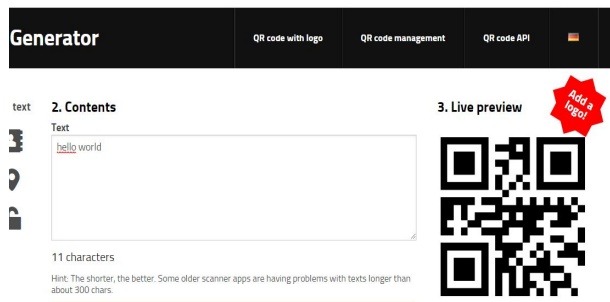 Generator
QR code with logo
QR code management
QR code API
text
2. Contents
Text
hello world
11 characters
Hint: The shorter, the better. Some older scanner apps are having problems with texts longer than
about 300 chars.
3. Live preview
Add a
logo!